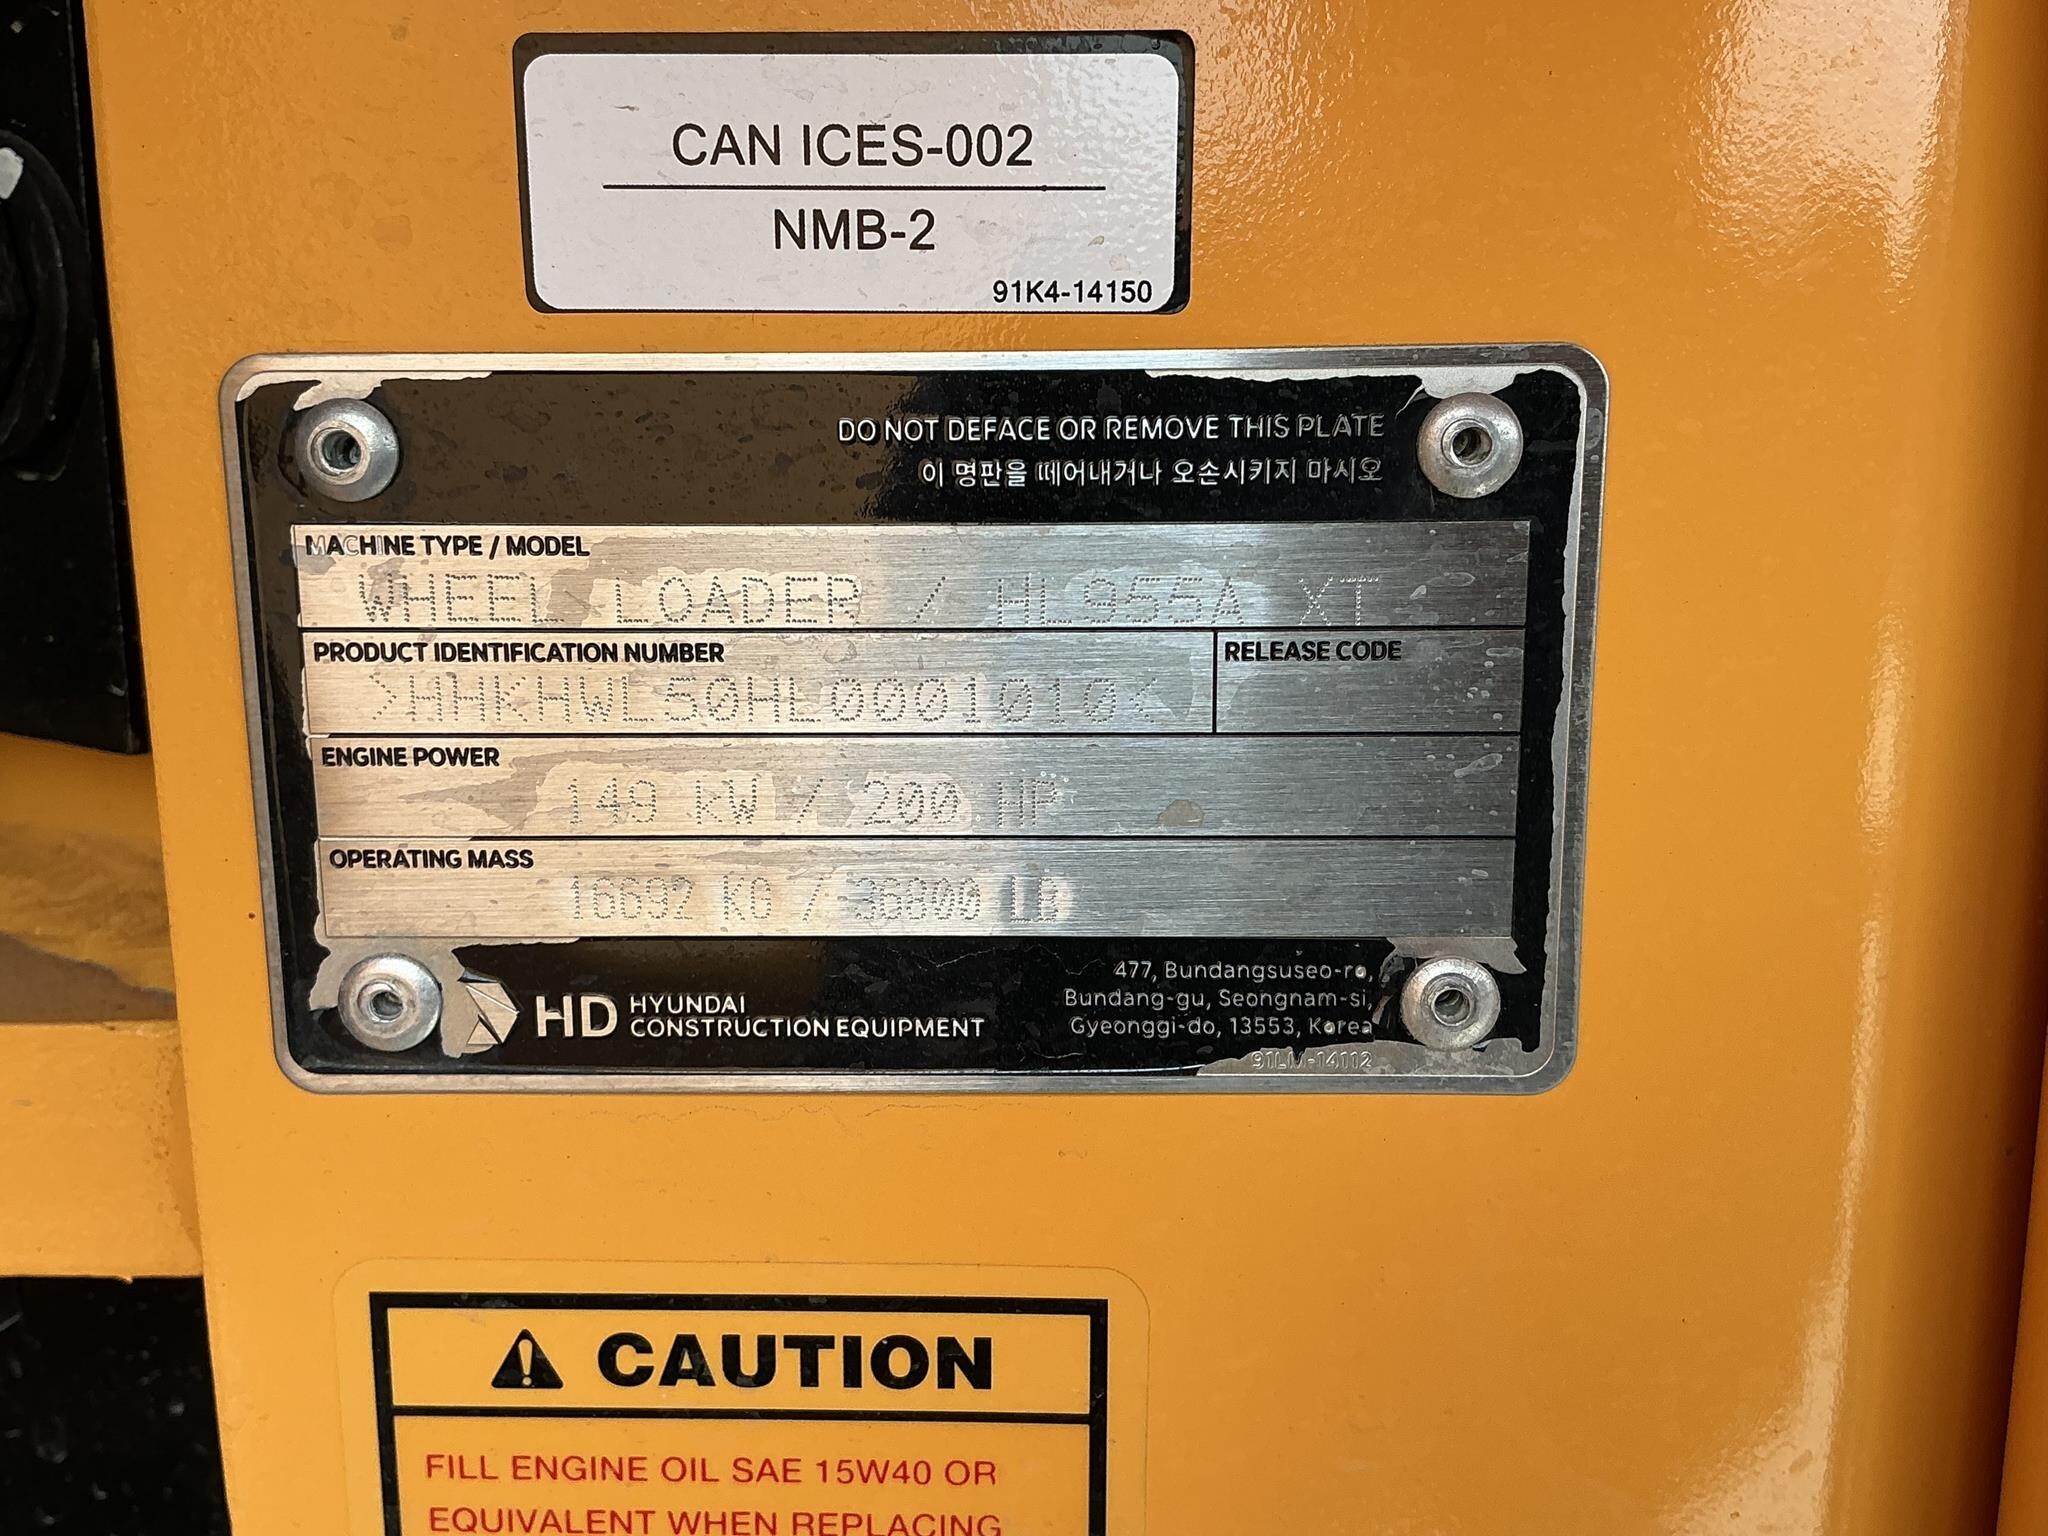 CAN ICES-002
NMB-2
91K4-14150
DO NOT DEFACE OR REMOVE THIS PLATE
이 명판을 떼어내거나 오손시키지 마시오
MACHINE TYPE / MODEL
WHEEL LOADER / HL955A XT
PRODUCT IDENTIFICATION NUMBER
RELEASE CODE
>HHKHWL50HL0001010<
ENGINE POWER
149 kW / 200 HP
OPERATING MASS
16692 KG / 36800 LB
HD HYUNDAI
CONSTRUCTION EQUIPMENT
477, Bundangsuseo-ro,
Bundang-gu, Seongnam-si,
Gyeonggi-do, 13553, Korea
91LM-14112
CAUTION
FILL ENGINE OIL SAE 15W40 OR
EQUIVALENT WHEN REPLACING